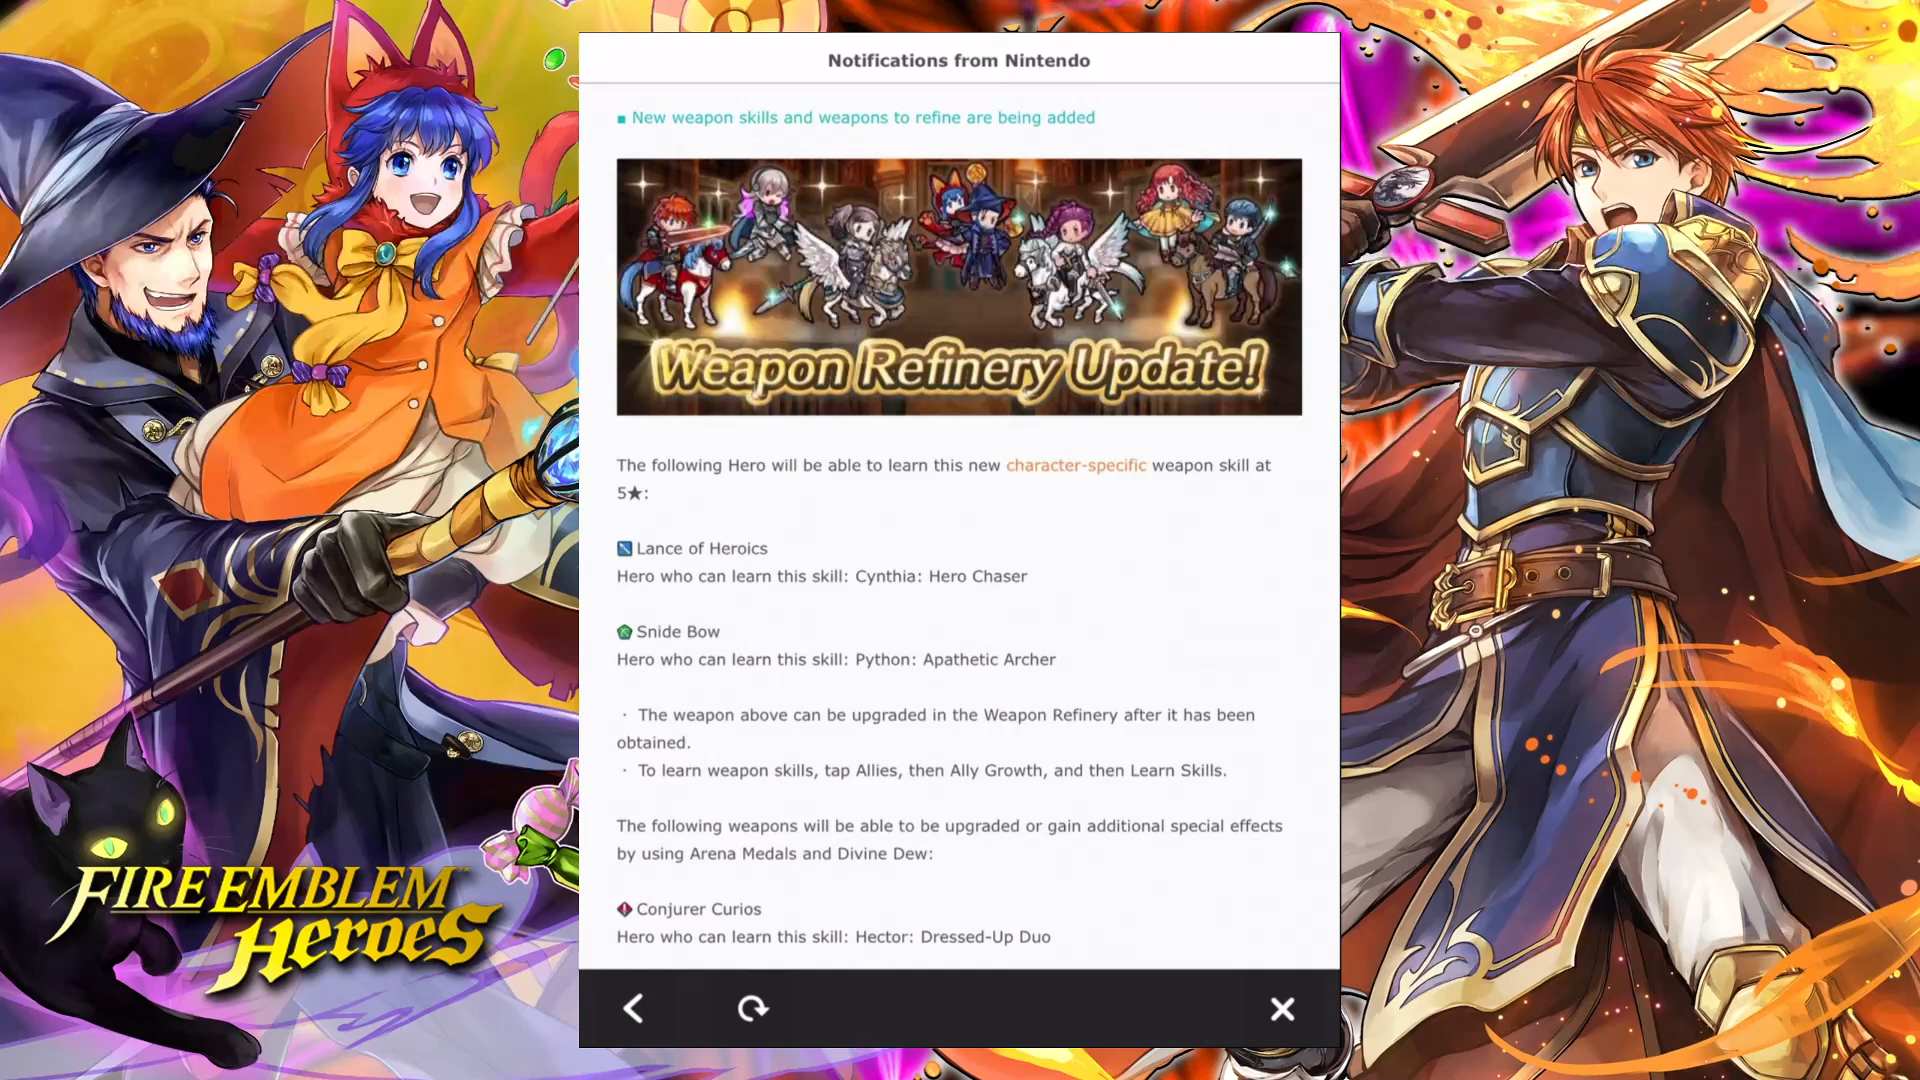 Notifications from Nintendo
■ New weapon skills and weapons to refine are being added
Weapon Refinery Update!
The following Hero will be able to learn this new character-specific weapon skill at
5★:
Lance of Heroics
Hero who can learn this skill: Cynthia: Hero Chaser
Snide Bow
Hero who can learn this skill: Python: Apathetic Archer
・ The weapon above can be upgraded in the Weapon Refinery after it has been
obtained.
・ To learn weapon skills, tap Allies, then Ally Growth, and then Learn Skills.
The following weapons will be able to be upgraded or gain additional special effects
by using Arena Medals and Divine Dew:
Conjurer Curios
Hero who can learn this skill: Hector: Dressed-Up Duo
FIRE EMBLEM™
Heroes